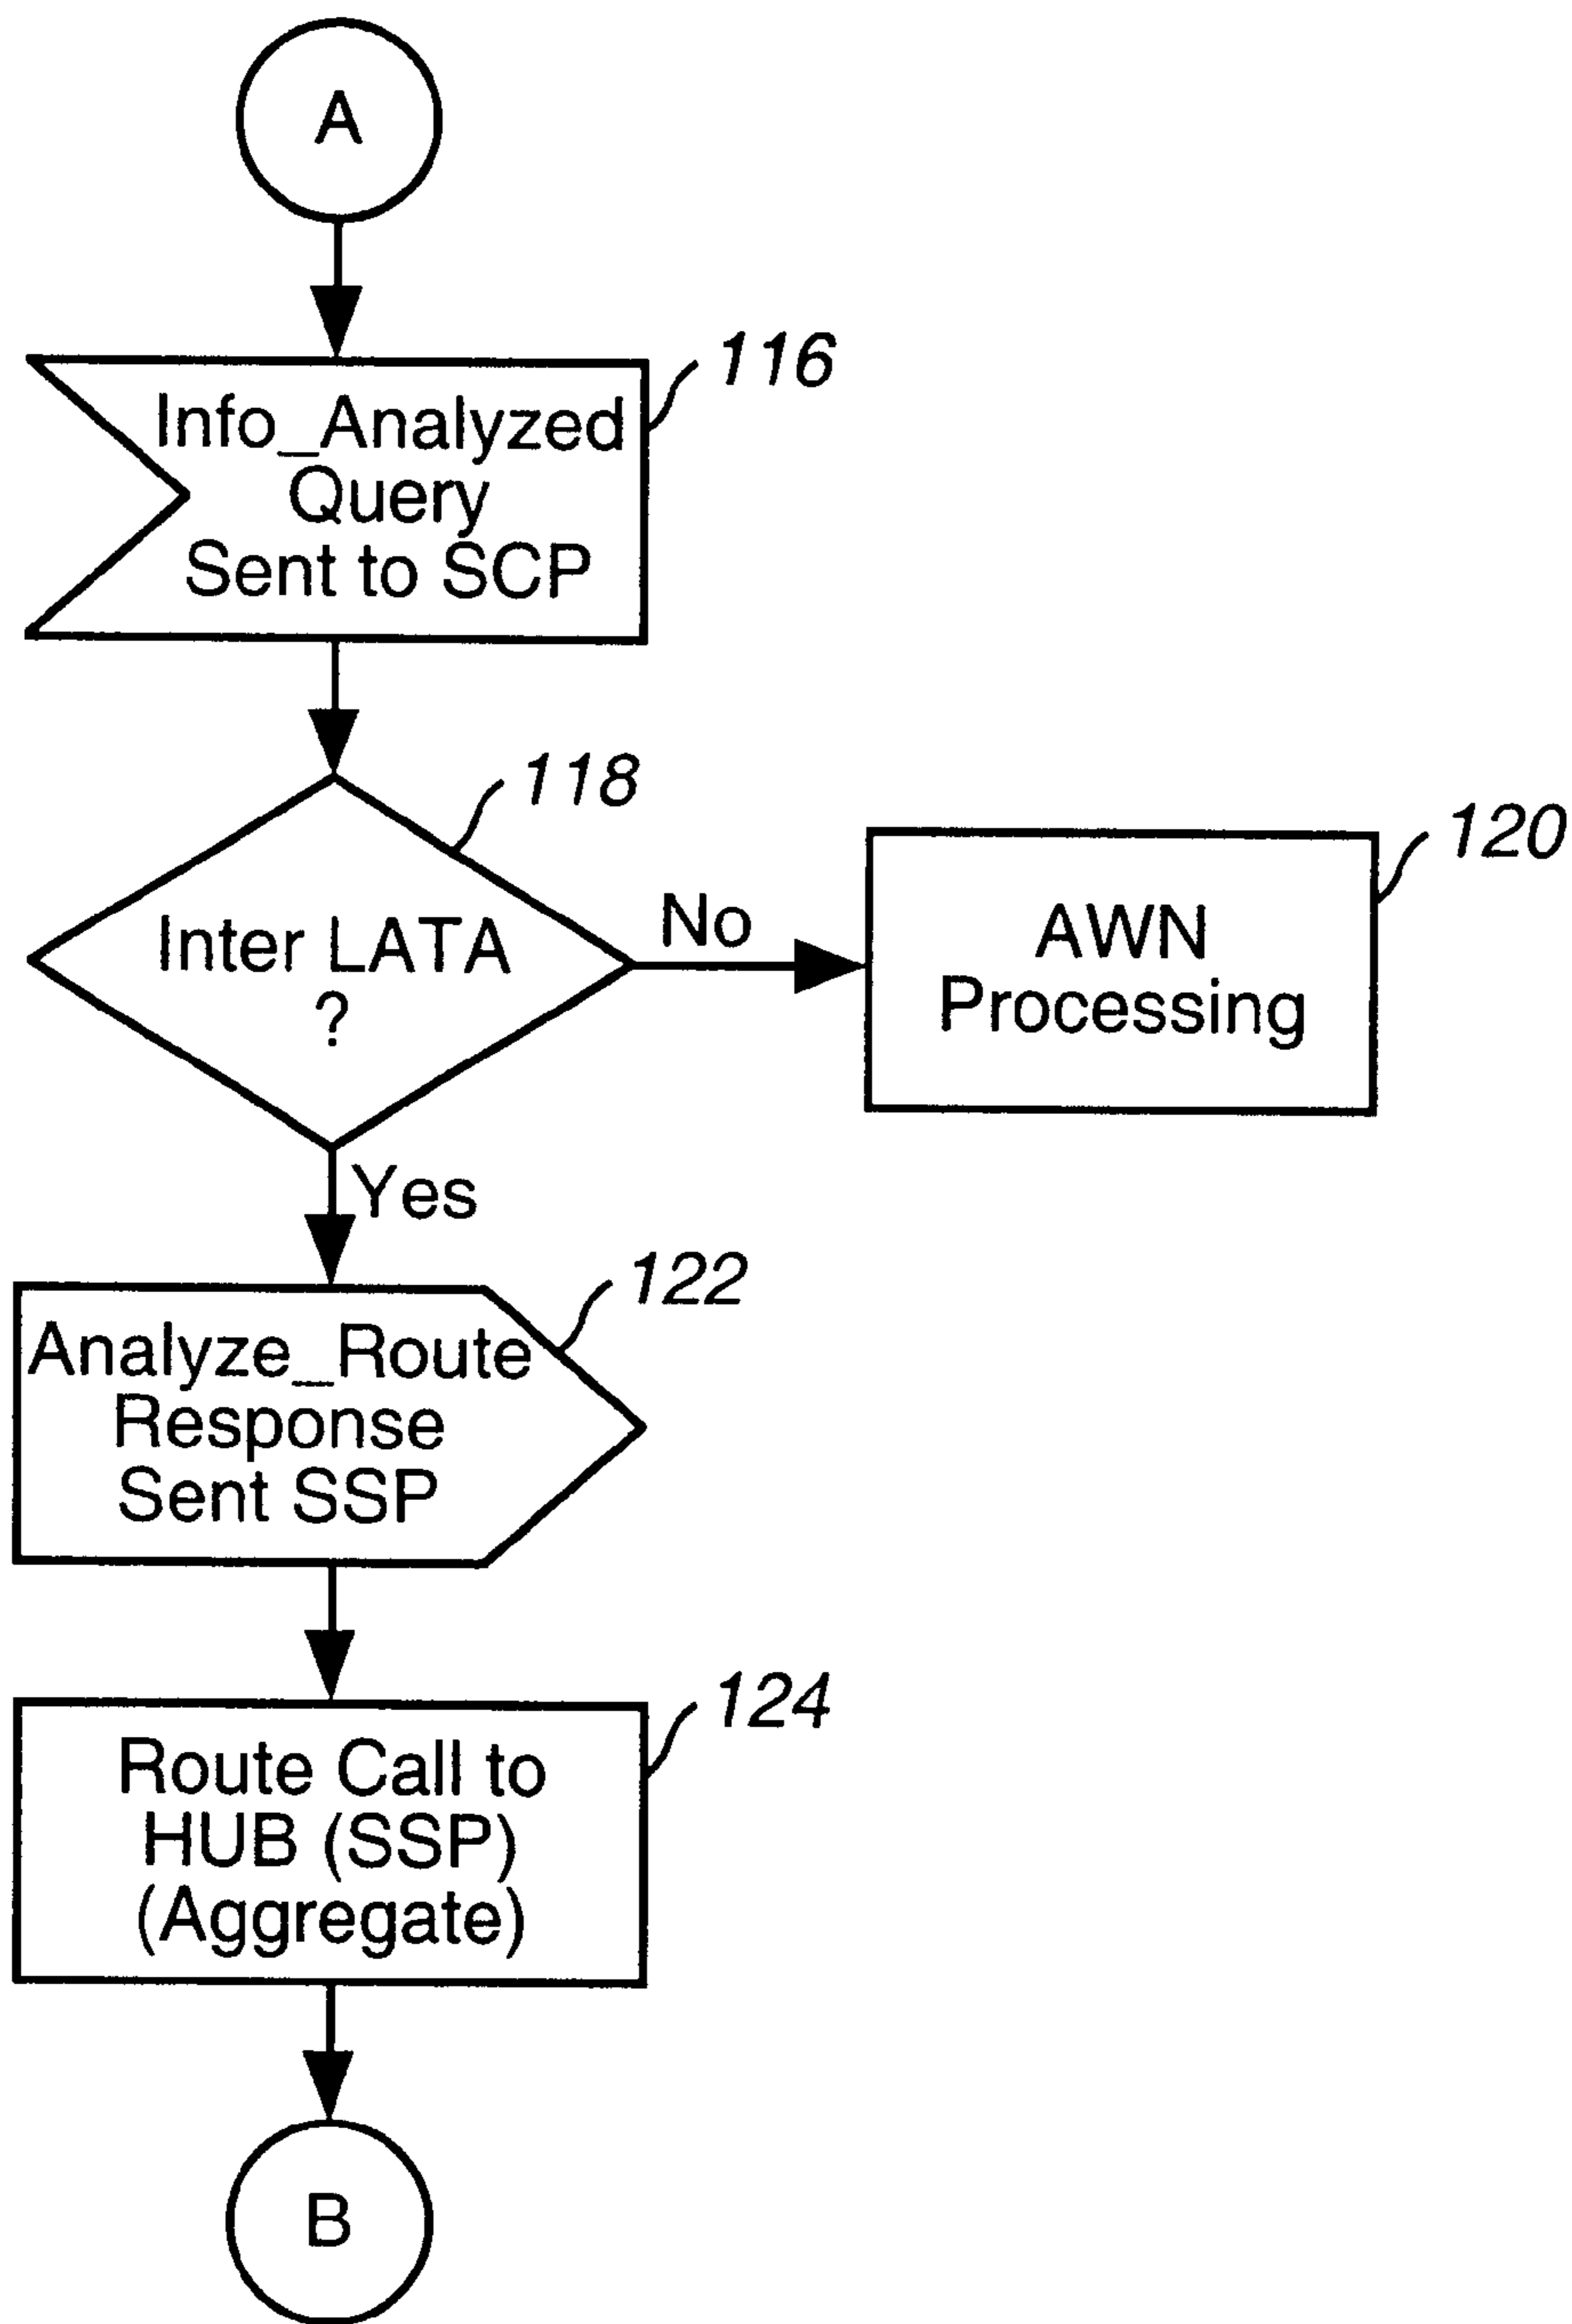 A
116
Info_Analyzed
Query
Sent to SCP
118
Inter LATA
?
No
120
AWN
Processing
Yes
122
Analyze_Route
Response
Sent SSP
124
Route Call to
HUB (SSP)
(Aggregate)
B